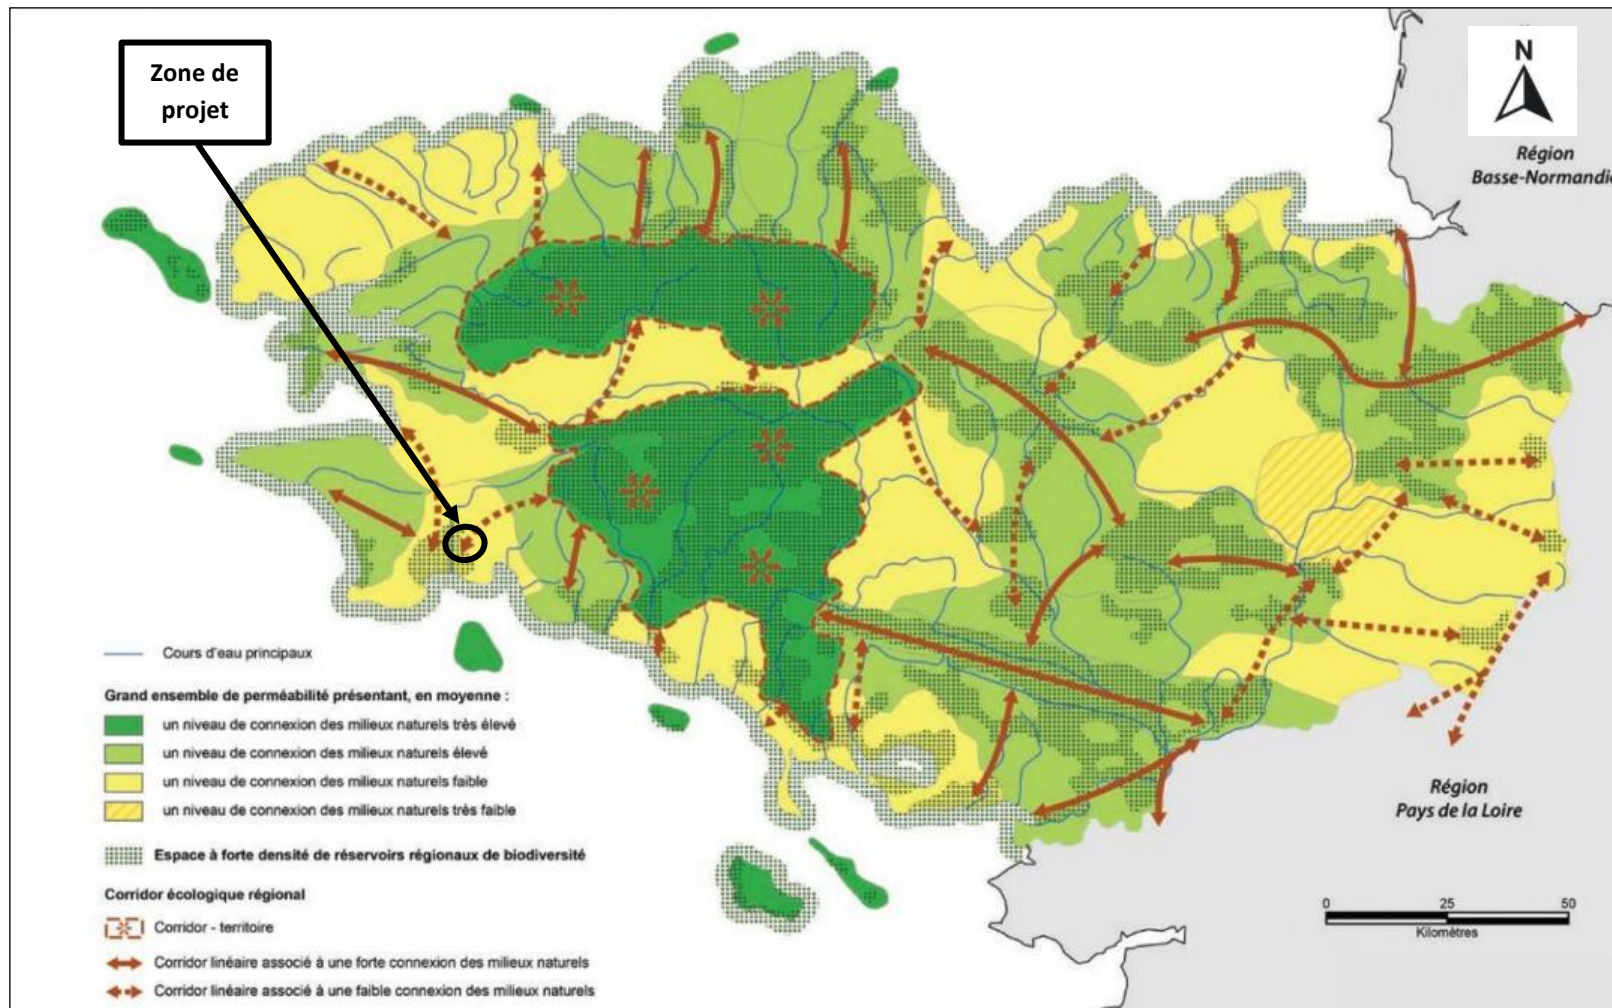 Zone de
projet
N
Région
Basse-Normandie
Cours d'eau principaux
Grand ensemble de perméabilité présentant, en moyenne :
un niveau de connexion des milieux naturels très élevé
un niveau de connexion des milieux naturels élevé
un niveau de connexion des milieux naturels faible
un niveau de connexion des milieux naturels très faible
Espace à forte densité de réservoirs régionaux de biodiversité
Corridor écologique régional
Corridor - territoire
Corridor linéaire associé à une forte connexion des milieux naturels
Corridor linéaire associé à une faible connexion des milieux naturels
Région
Pays de la Loire
0 25 50
Kilomètres